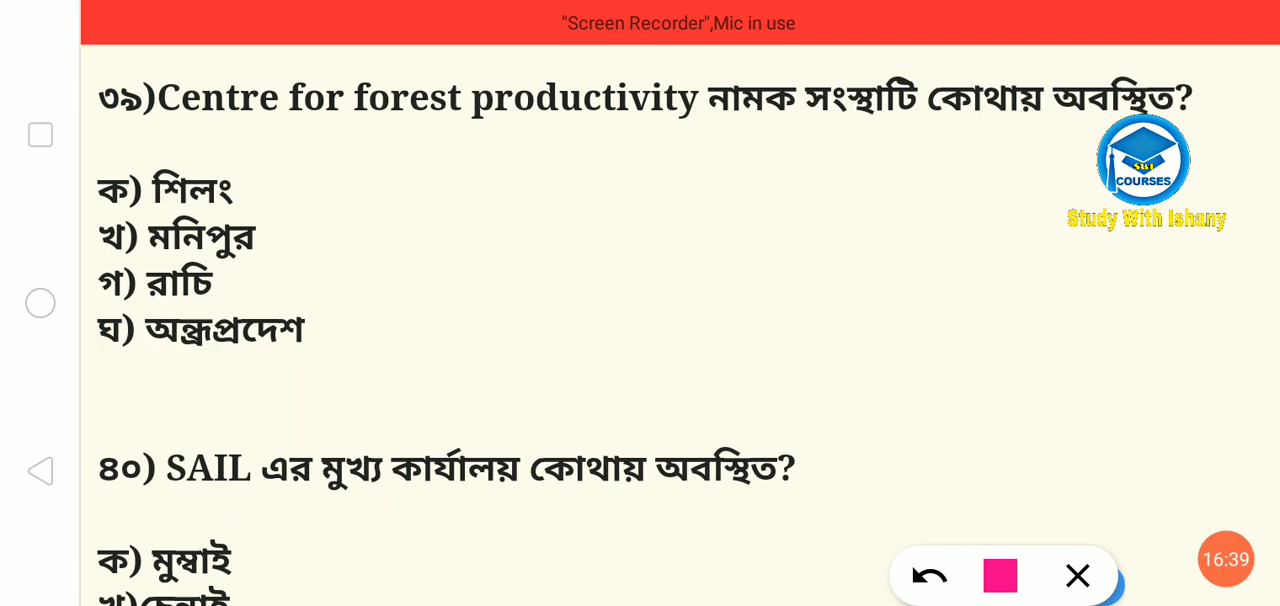 "Screen Recorder",Mic in use
৩৯)Centre for forest productivity নামক সংস্থাটি কোথায় অবস্থিত?
COURSES
Study With Ishany
ক) শিলং
খ) মনিপুর
গ) রাচি
ঘ) অন্ধ্রপ্রদেশ
৪০) SAIL এর মুখ্য কার্যালয় কোথায় অবস্থিত?
ক) মুম্বাই
খ)চেন্নাই
16:39